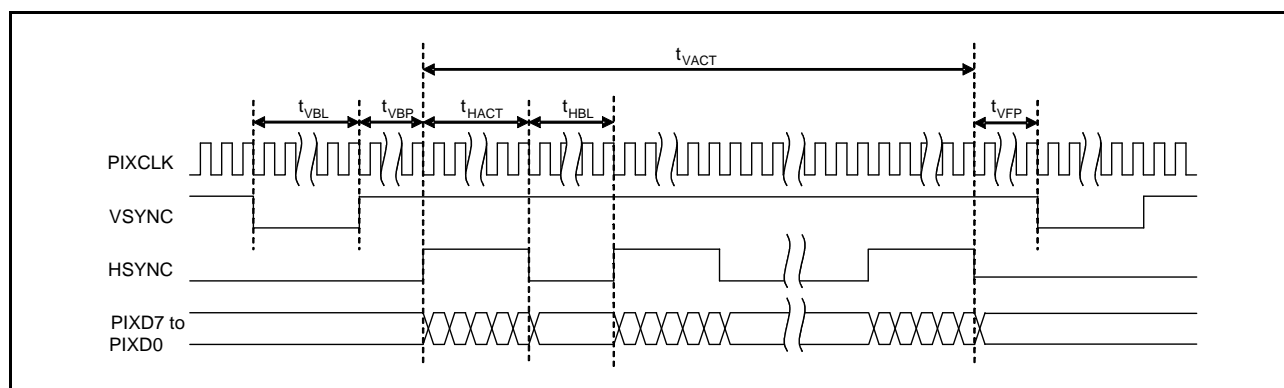 tVACT
tVBL tVBP tHACT tHBL tVFP
PIXCLK
VSYNC
HSYNC
PIXD7 to
PIXD0